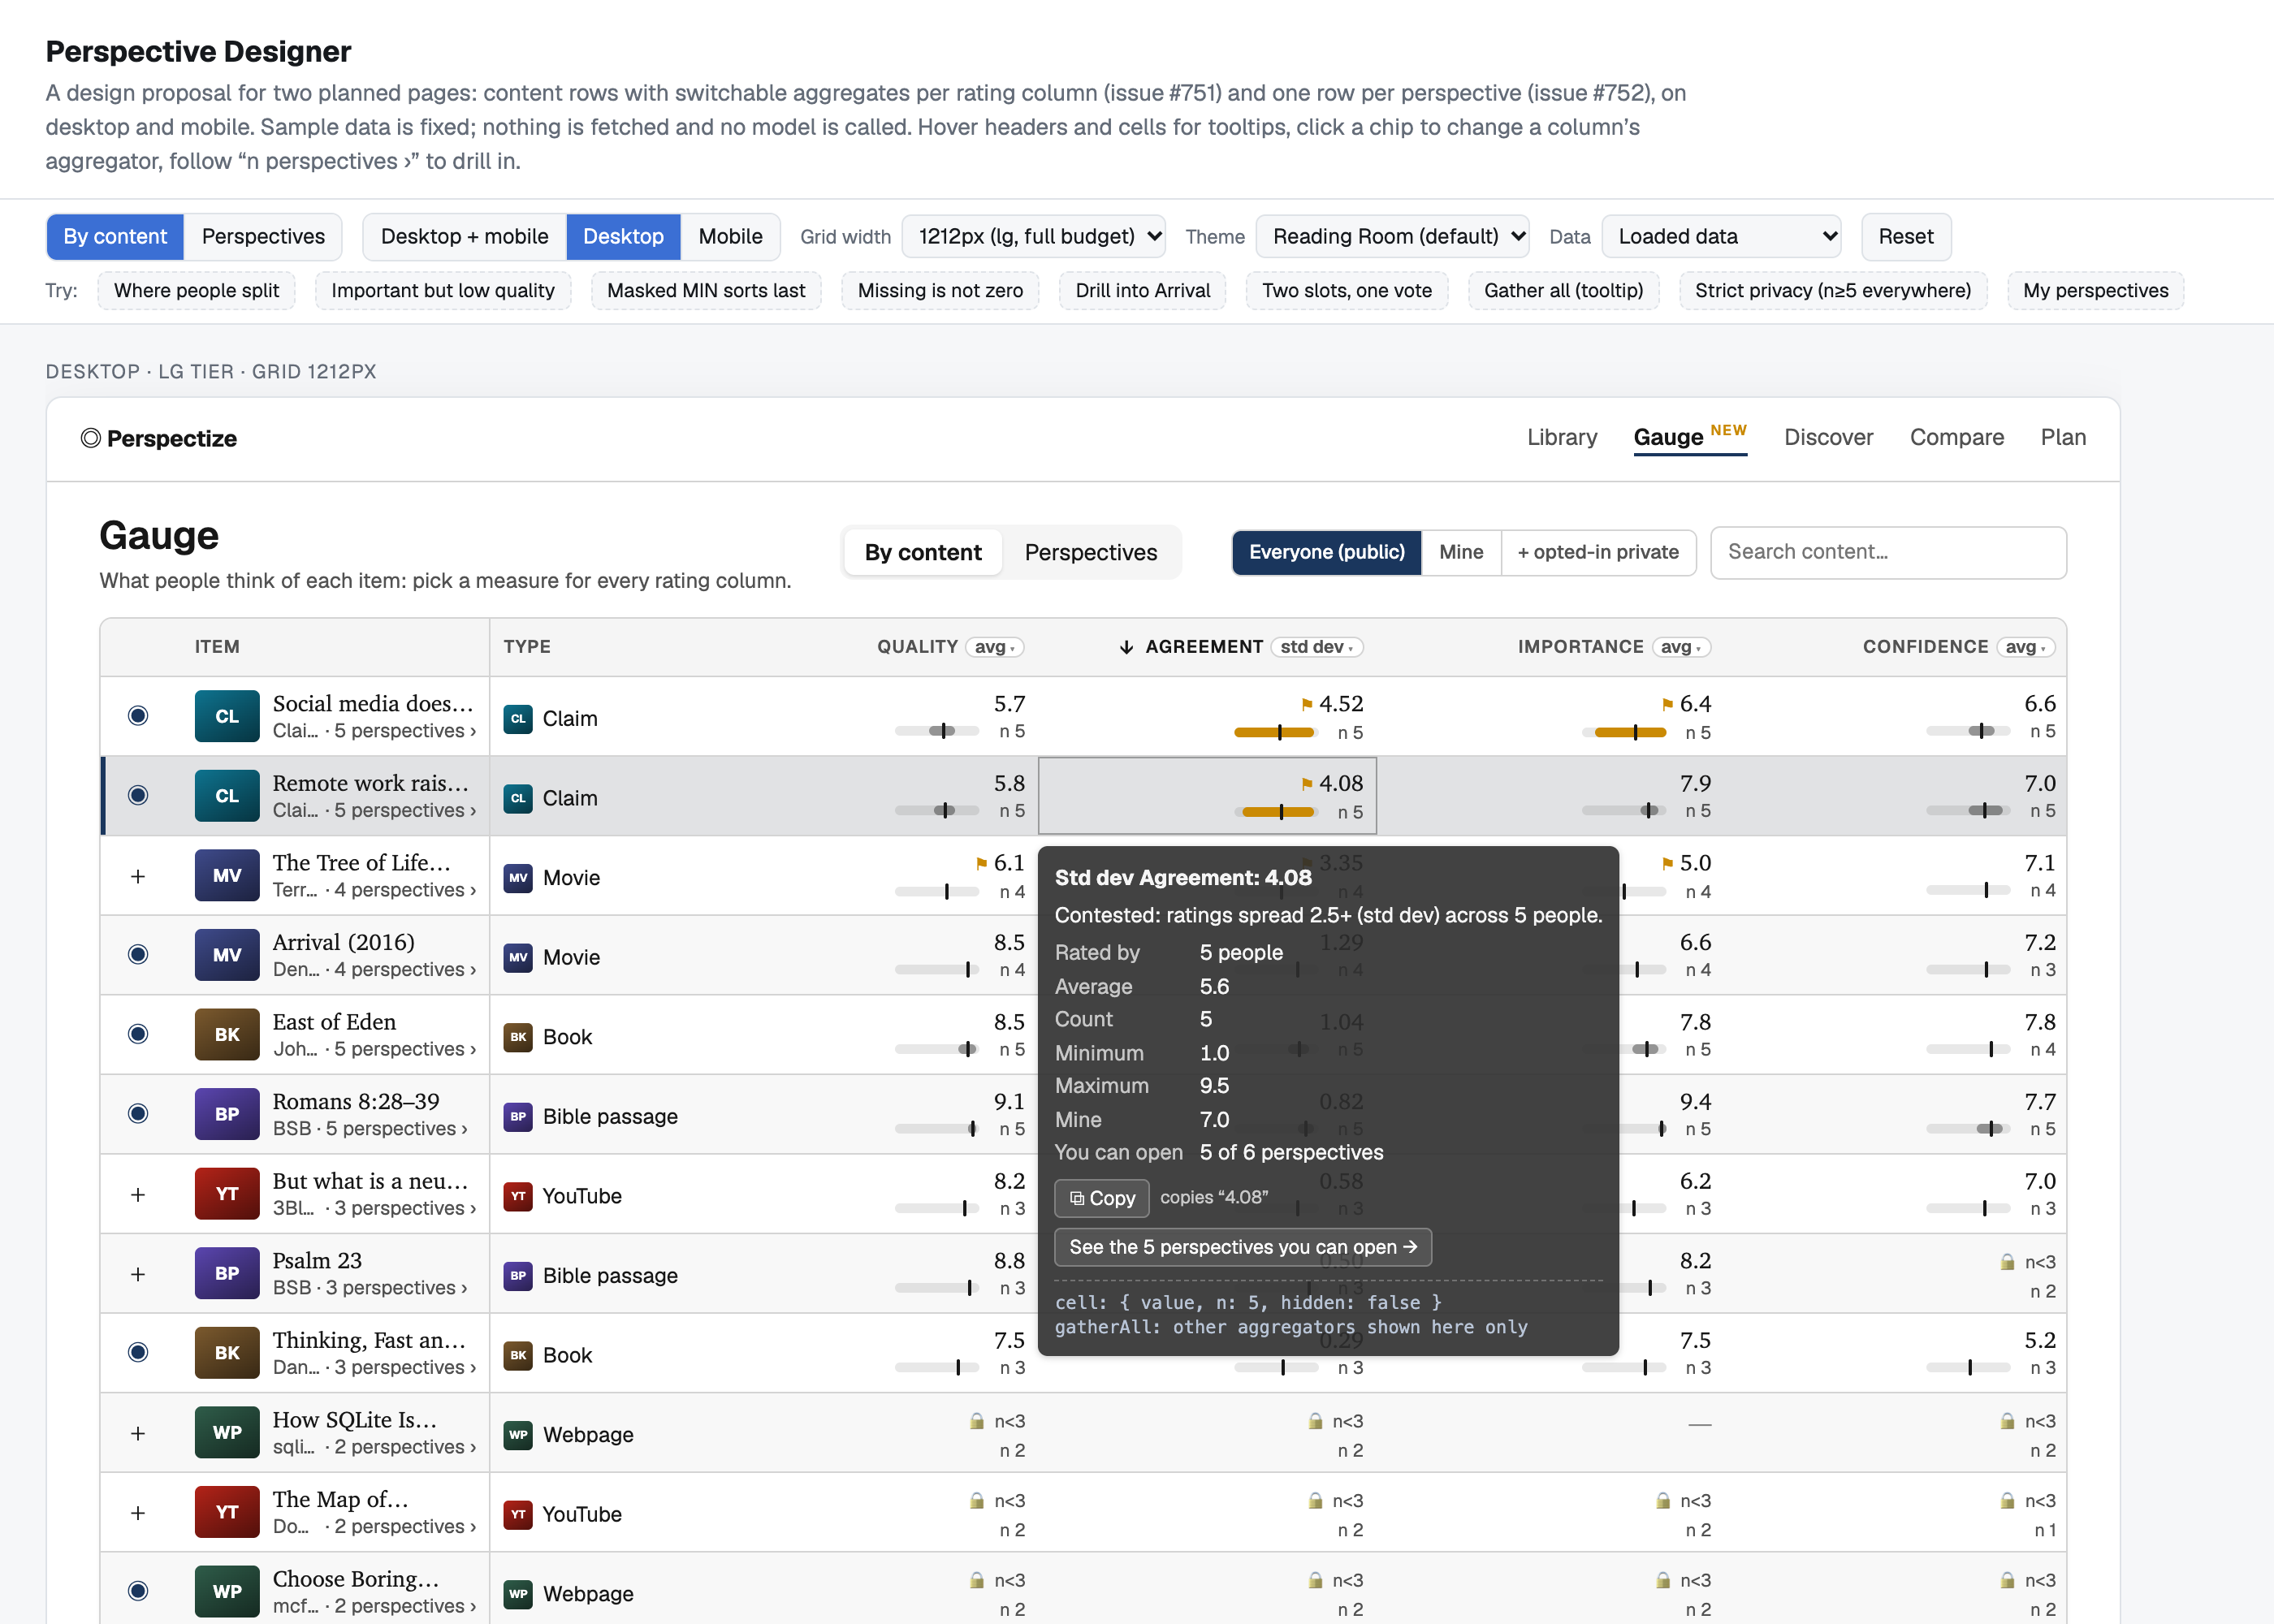 Perspective Designer
A design proposal for two planned pages: content rows with switchable aggregates per rating column (issue #751) and one row per perspective (issue #752), on
desktop and mobile. Sample data is fixed; nothing is fetched and no model is called. Hover headers and cells for tooltips, click a chip to change a column's
aggregator, follow “n perspectives ›” to drill in.
By content Perspectives Desktop + mobile Desktop Mobile Grid width 1212px (lg, full budget) Theme Reading Room (default) Data Loaded data Reset
Try: Where people split Important but low quality Masked MIN sorts last Missing is not zero Drill into Arrival Two slots, one vote Gather all (tooltip) Strict privacy (n≥5 everywhere) My perspectives
DESKTOP · LG TIER · GRID 1212PX
Perspectize Library Gauge NEW Discover Compare Plan
Gauge
What people think of each item: pick a measure for every rating column.
By content Perspectives Everyone (public) Mine + opted-in private Search content…
ITEM TYPE QUALITY avg ↓ AGREEMENT std dev IMPORTANCE avg CONFIDENCE avg
CL Social media does… CL Claim 5.7 4.52 6.4 6.6
Clai… · 5 perspectives › n 5 n 5 n 5 n 5
CL Remote work rais… CL Claim 5.8 4.08 7.9 7.0
Clai… · 5 perspectives › n 5 n 5 n 5 n 5
+ MV The Tree of Life… MV Movie 6.1 3.35 5.0 7.1
Terr… · 4 perspectives › n 4 n 4 n 4 n 4
MV Arrival (2016) MV Movie 8.5 1.29 6.6 7.2
Den… · 4 perspectives › n 4 n 4 n 4 n 3
BK East of Eden BK Book 8.5 1.04 7.8 7.8
Joh… · 5 perspectives › n 5 n 5 n 5 n 4
BP Romans 8:28–39 BP Bible passage 9.1 0.82 9.4 7.7
BSB · 5 perspectives › n 5 n 5 n 5 n 5
+ YT But what is a neu… YT YouTube 8.2 0.58 6.2 7.0
3Bl… · 3 perspectives › n 3 n 3 n 3 n 3
+ BP Psalm 23 BP Bible passage 8.8 0.50 8.2 n<3
BSB · 3 perspectives › n 3 n 3 n 3 n 2
BK Thinking, Fast an… BK Book 7.5 0.29 7.5 5.2
Dan… · 3 perspectives › n 3 n 3 n 3 n 3
+ WP How SQLite Is… WP Webpage n<3 n<3 — n<3
sqli… · 2 perspectives › n 2 n 2 n 2
+ YT The Map of… YT YouTube n<3 n<3 n<3 n<3
Do… · 2 perspectives › n 2 n 2 n 2 n 1
WP Choose Boring… WP Webpage n<3 n<3 n<3 n<3
mcf… · 2 perspectives › n 2 n 2 n 2 n 2
Std dev Agreement: 4.08
Contested: ratings spread 2.5+ (std dev) across 5 people.
Rated by 5 people
Average 5.6
Count 5
Minimum 1.0
Maximum 9.5
Mine 7.0
You can open 5 of 6 perspectives
Copy copies “4.08”
See the 5 perspectives you can open →
cell: { value, n: 5, hidden: false }
gatherAll: other aggregators shown here only